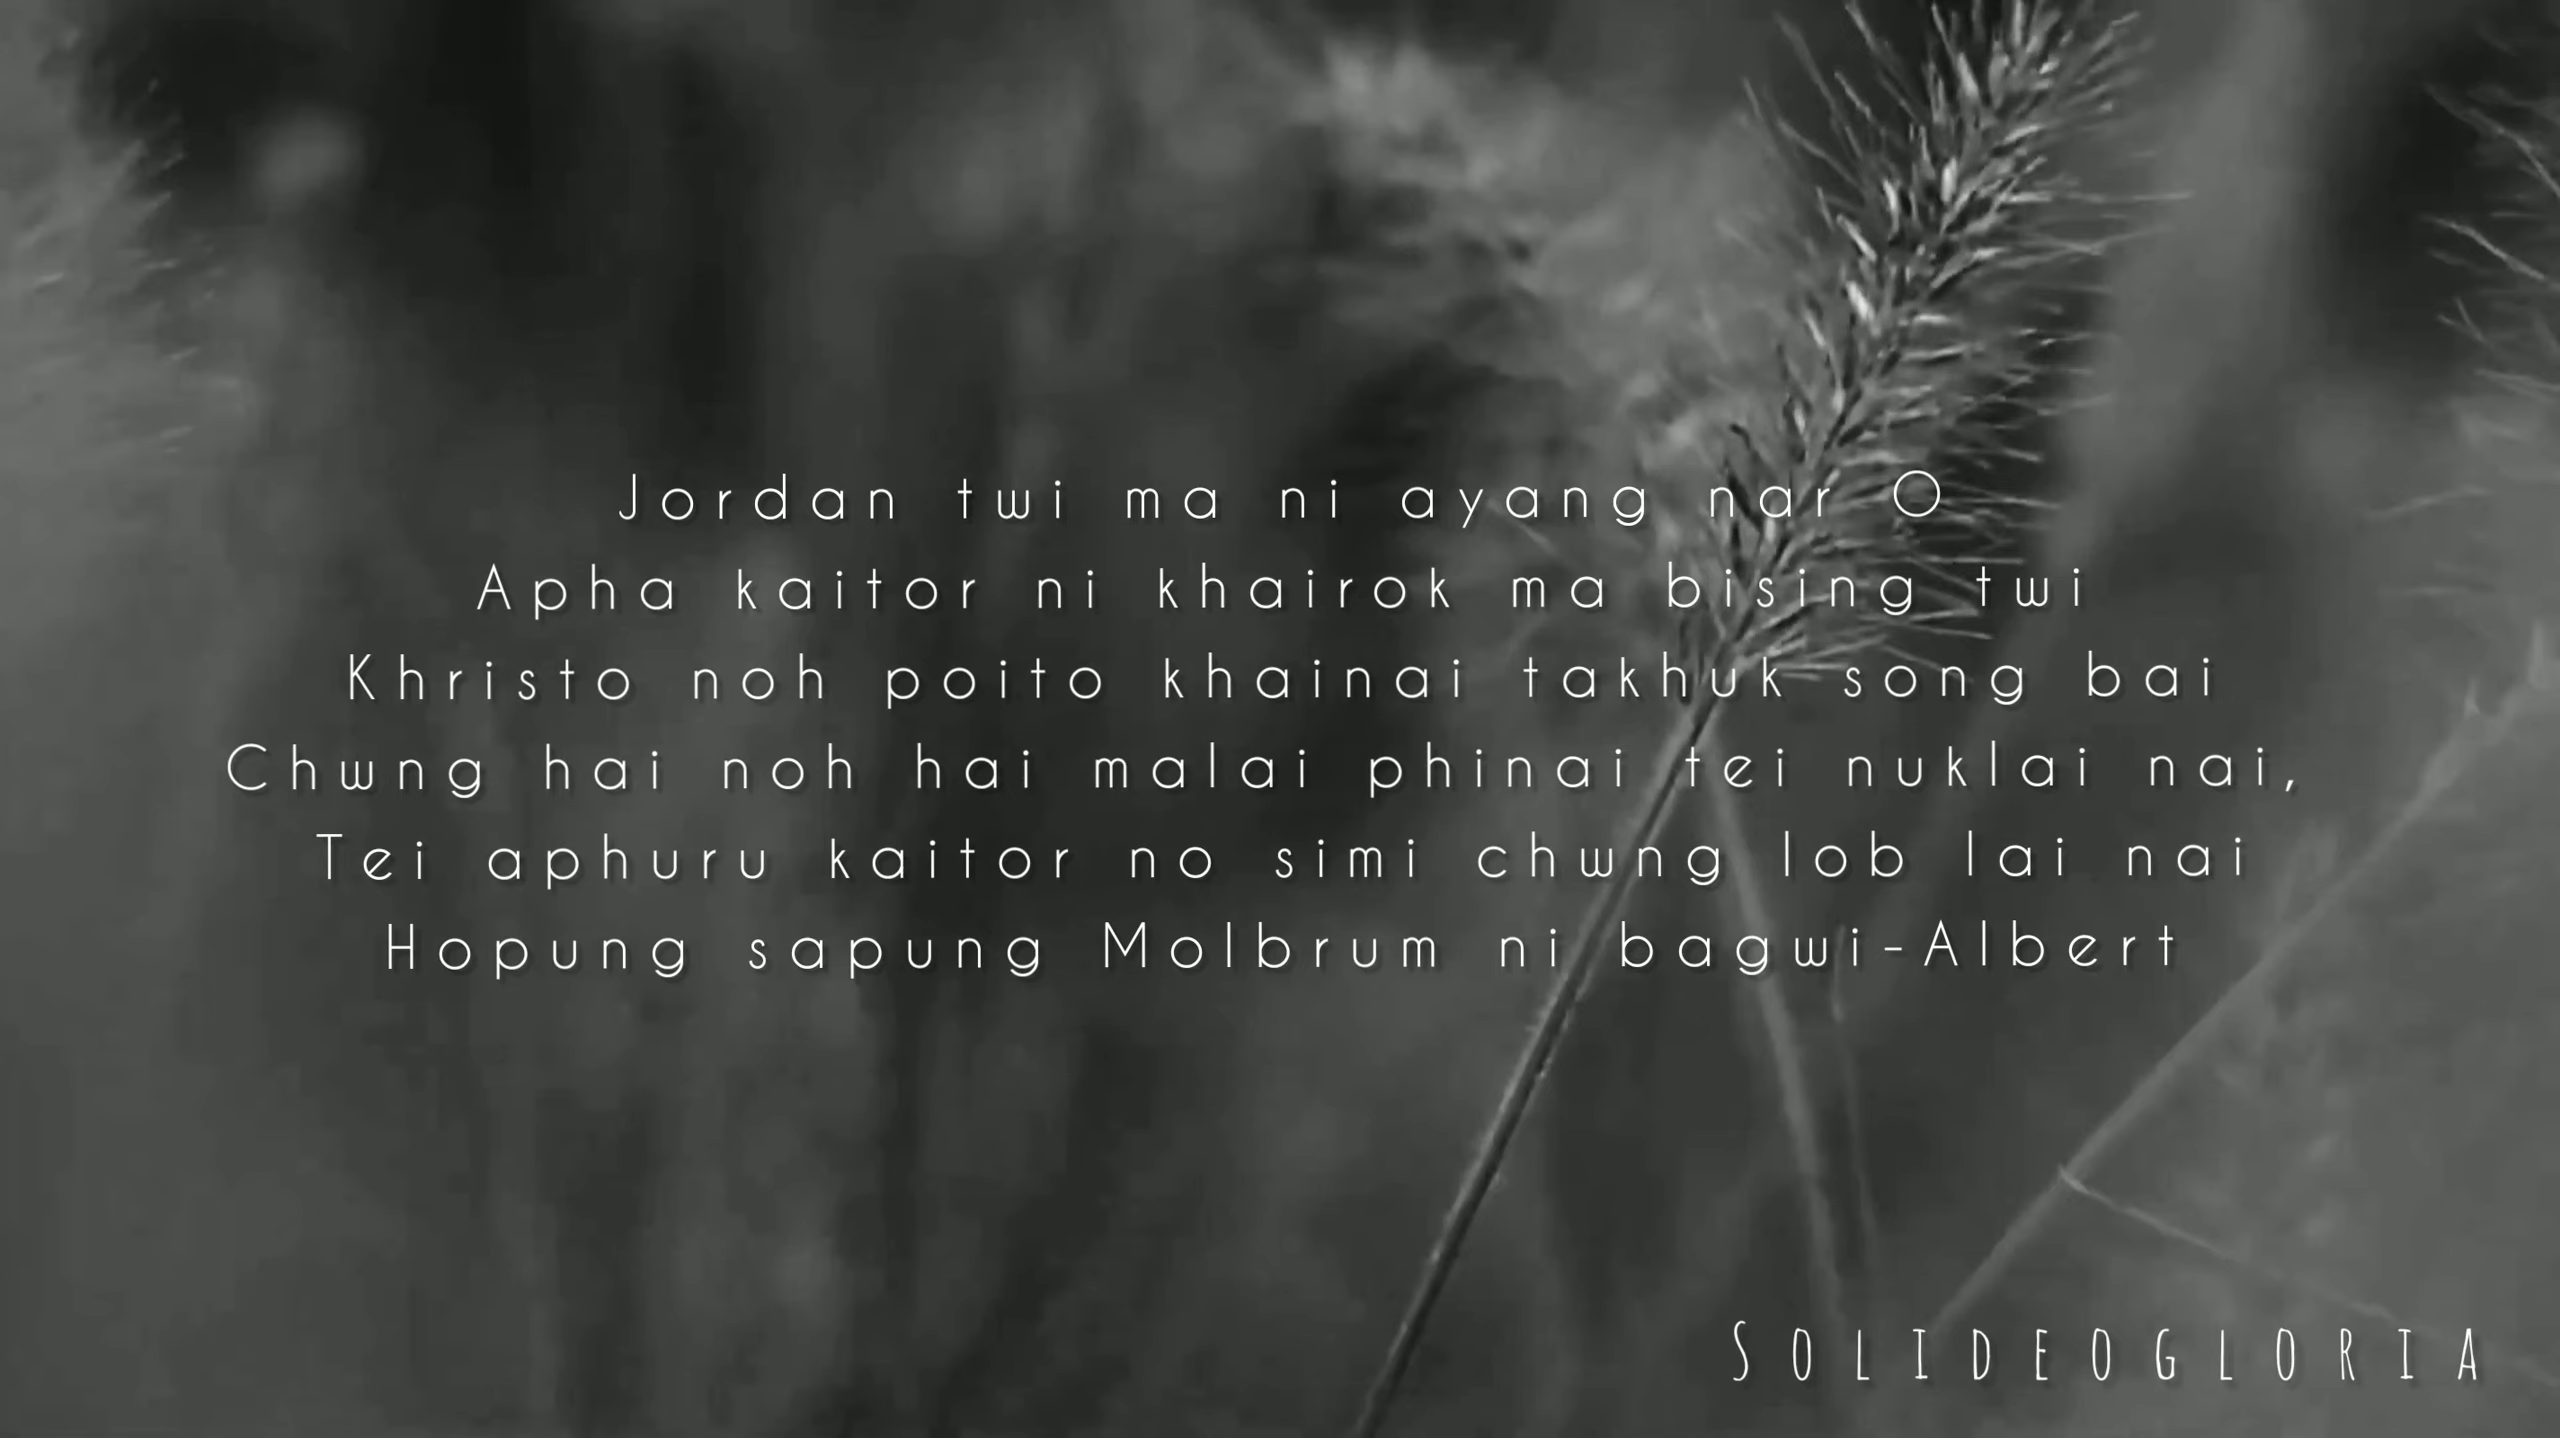 Jordan twi ma ni ayang nar O
Apha kaitor ni khairok ma bising twi
Khristo noh poito khainai takhuk song bai
Chwng hai noh hai malai phinai tei nuklai nai,
Tei aphuru kaitor no simi chwng lob lai nai
Hopung sapung Molbrum ni bagwi-Albert
SOLIDEOGLORIA